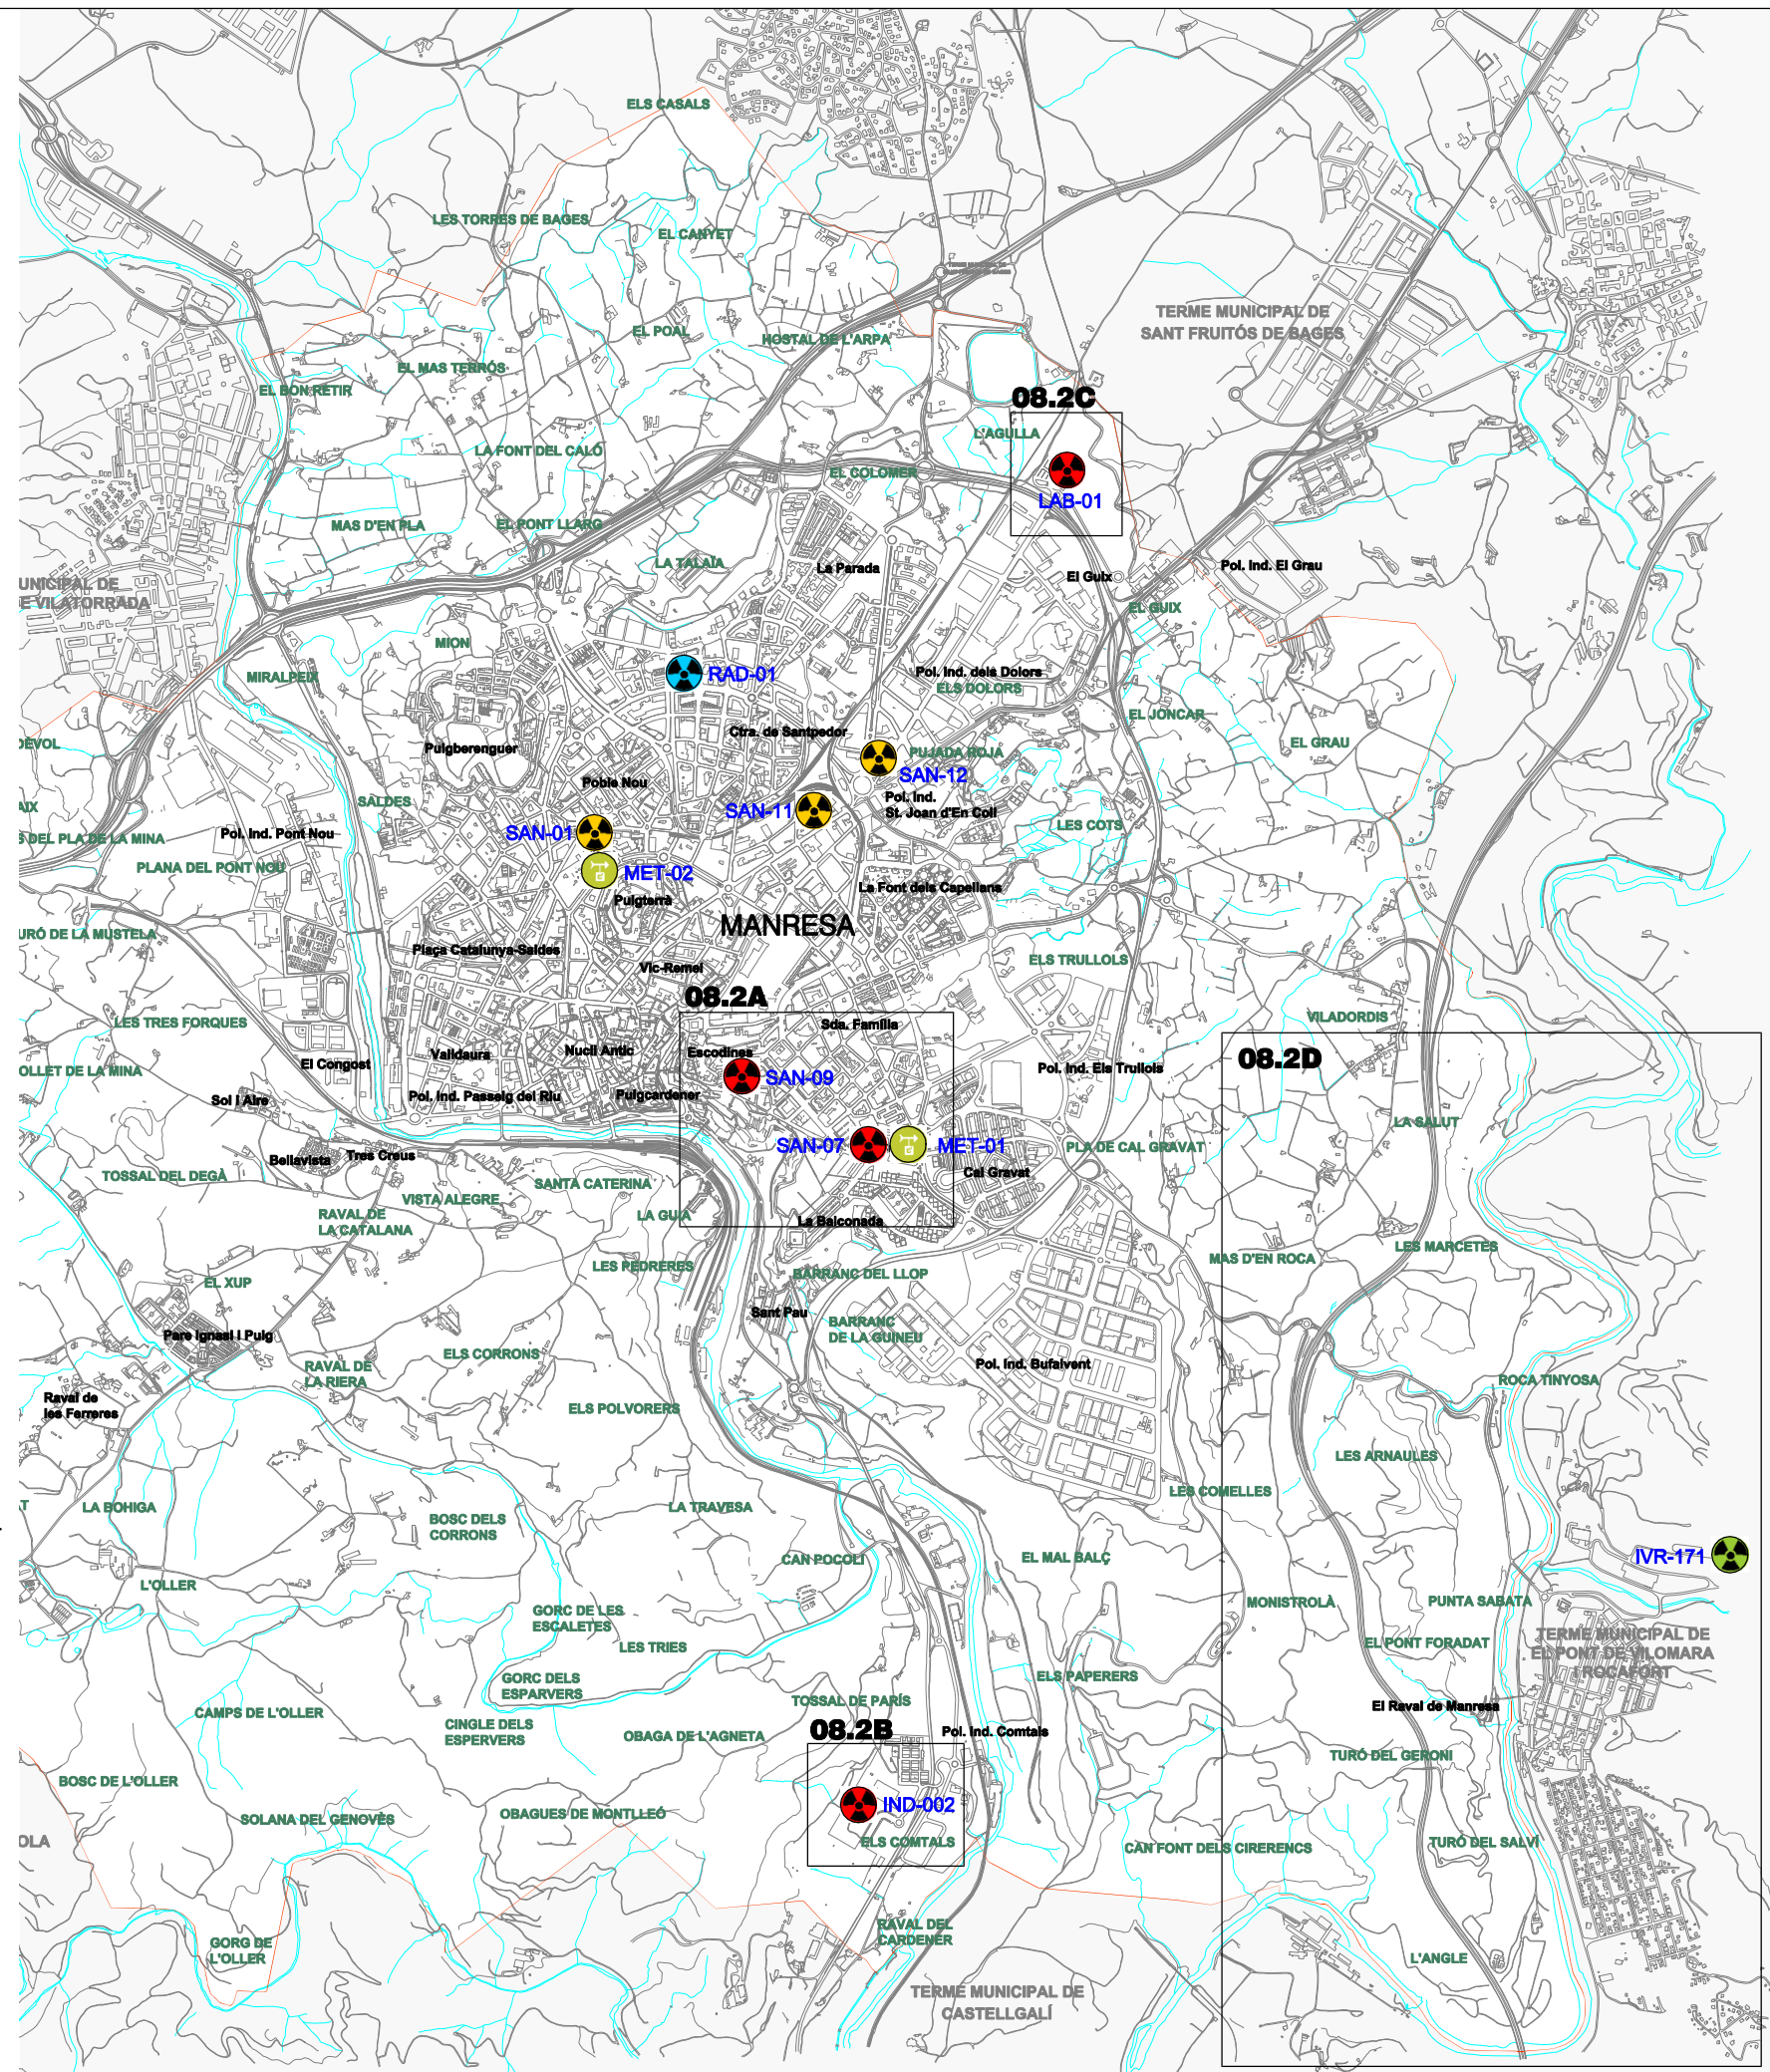 ELS CASALS
LES TORRES DE BAGES
EL CANYET
TERME MUNICIPAL DE
SANT FRUITÓS DE BAGES
EL POAL
HOSTAL DE L'ARPA
EL MAS TERRÓS
EL BON RETIR
08.2C
L'AGULLA
LA FONT DEL CALÓ
EL COLOMER
LAB-01
MAS D'EN PLA
EL PONT LLARG
LA TALAIA
La Parada
El Guix
Pol. Ind. El Grau
UNICIPAL DE
E VILATORRADA
EL GUIX
MION
MIRALPEIX
RAD-01
Pol. Ind. dels Dolors
ELS DOLORS
EL JONCAR
DEVOL
Puigberenguer
Ctra. de Santpedor
PUJADA ROJA
EL GRAU
SAN-12
Poble Nou
SALDES
AIX
SAN-11
Pol. Ind.
St. Joan d'En Coll
LES COTS
S DEL PLA DE LA MINA
Pol. Ind. Pont Nou
SAN-01
PLANA DEL PONT NOU
MET-02
La Font dels Capellans
Puigterrà
MANRESA
URÓ DE LA MUSTELA
Plaça Catalunya-Saldes
Vic-Remei
ELS TRULLOLS
08.2A
LES TRES FORQUES
Sda. Família
VILADORDIS
El Congost
Valldaura
Nucli Antic
Escodines
08.2D
OLLET DE LA MINA
SAN-09
Pol. Ind. Els Trullols
Sol i Aire
Pol. Ind. Passeig del Riu
Puigcardener
LA SALUT
SAN-07
MET-01
PLA DE CAL GRAVAT
Bellavista
Tres Creus
Cal Gravat
TOSSAL DEL DEGÀ
VISTA ALEGRE
SANTA CATERINA
RAVAL DE
LA CATALANA
LA GUIA
La Balconada
LES MARCETES
MAS D'EN ROCA
LES PEDRERES
BARRANC DEL LLOP
EL XUP
Sant Pau
BARRANC
DE LA GUINEU
Pare Ignasi i Puig
ELS CORRONS
Pol. Ind. Bufalvent
RAVAL DE
LA RIERA
ROCA TINYOSA
Raval de
les Ferreres
ELS POLVORERS
LES ARNAULES
LES COMELLES
T
LA BOHIGA
LA TRAVESA
BOSC DELS
CORRONS
CAN POCOLI
EL MAL BALÇ
IVR-171
L'OLLER
MONISTROLÀ
PUNTA SABATA
GORC DE LES
ESCALETES
LES TRIES
EL PONT FORADAT
TERME MUNICIPAL DE
EL PONT DE VILOMARA
I ROCAFORT
GORC DELS
ESPARVERS
ELS PAPERERS
TOSSAL DE PARÍS
El Raval de Manresa
CAMPS DE L'OLLER
CINGLE DELS
ESPERVERS
OBAGA DE L'AGNETA
08.2B
Pol. Ind. Comtals
TURÓ DEL GERONI
BOSC DE L'OLLER
IND-002
SOLANA DEL GENOVÈS
OBAGUES DE MONTLLEÓ
OLA
ELS COMTALS
CAN FONT DELS CIRERENCS
TURÓ DEL SALVÍ
RAVAL DEL
CARDENER
GORG DE
L'OLLER
L'ANGLE
TERME MUNICIPAL DE
CASTELLGALÍ